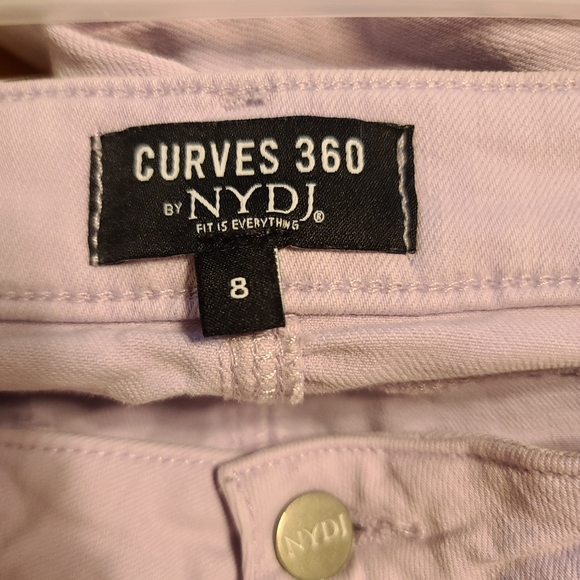 CURVES 360
BY NYDJ®
FIT IS EVERYTHING
8
NYDJ